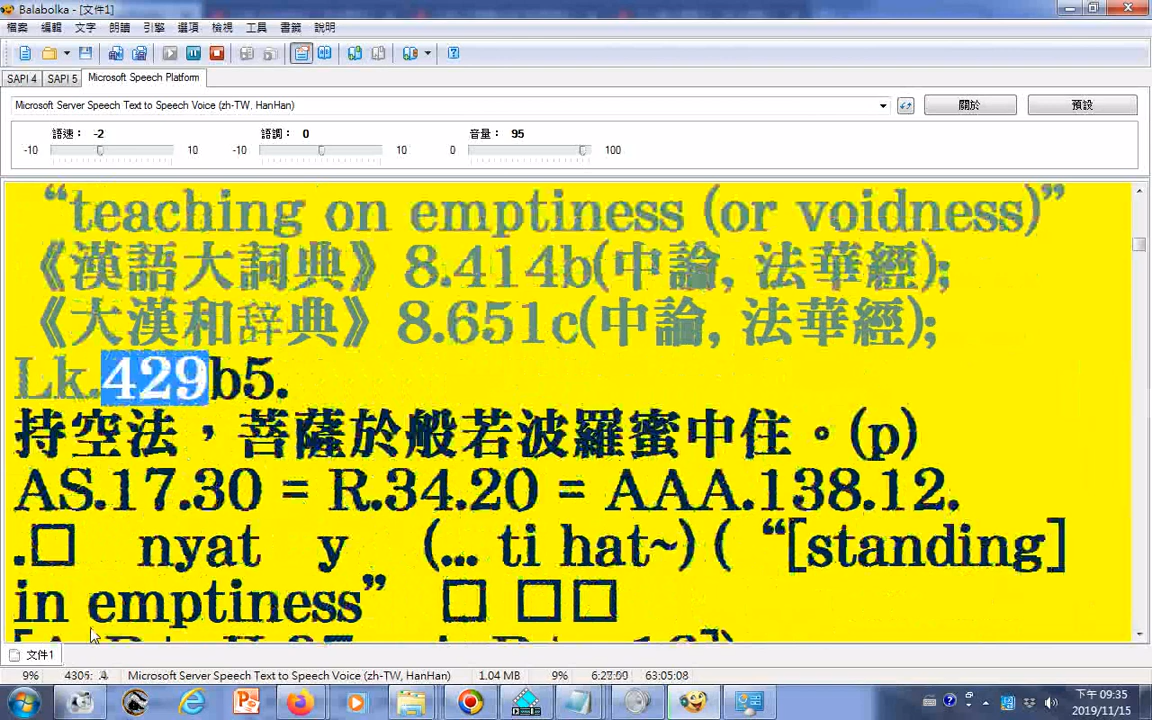 Balabolka - [文件1]
檔案 編輯 文字 朗讀 引擎 選項 檢視 工具 書籤 說明
SAPI 4 SAPI 5 Microsoft Speech Platform
Microsoft Server Speech Text to Speech Voice (zh-TW, HanHan) 關於 預設
語速： -2 語調： 0 音量： 95
-10 10 -10 10 0 100
“teaching on emptiness (or voidness)”
《漢語大詞典》 8.414b(中論, 法華經);
《大漢和辞典》 8.651c(中論, 法華經);
Lk.429b5.
持空法，菩薩於般若波羅蜜中住。(p)
AS.17.30 = R.34.20 = AAA.138.12.
.□ nyat y (... ti hat~) ( “[standing]
in emptiness” □ □□
文件1
9% Microsoft Server Speech Text to Speech Voice (zh-TW, HanHan) 1.04 MB 9% 63:05:08
下午 09:35
2019/11/15